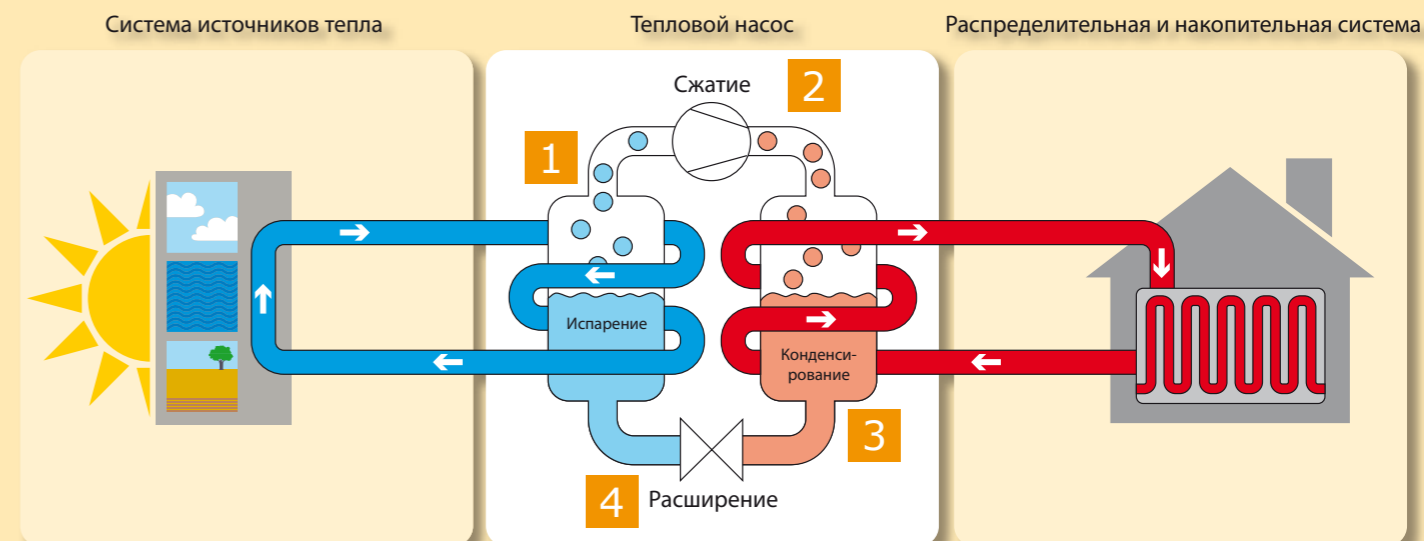 Система источников тепла
Тепловой насос
Распределительная и накопительная система
Сжатие
2
1
Испарение
Конденси-
рование
3
4
Расширение